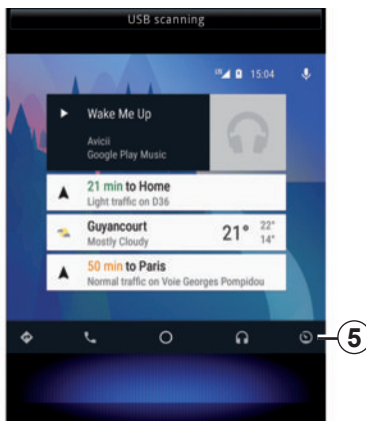 USB scanning
LTE 15:04
Wake Me Up
Avicii
Google Play Music
21 min to Home
Light traffic on D36
Guyancourt
Mostly Cloudy
21° 22°
14°
50 min to Paris
Normal traffic on Voie Georges Pompidou
5